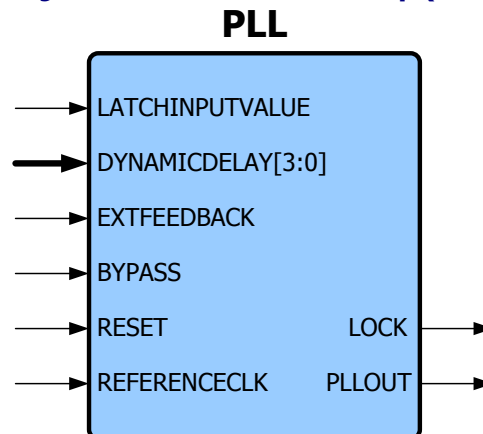 PLL
LATCHINPUTVALUE
DYNAMICDELAY[3:0]
EXTFEEDBACK
BYPASS
RESET
LOCK
REFERENCECLK
PLLOUT